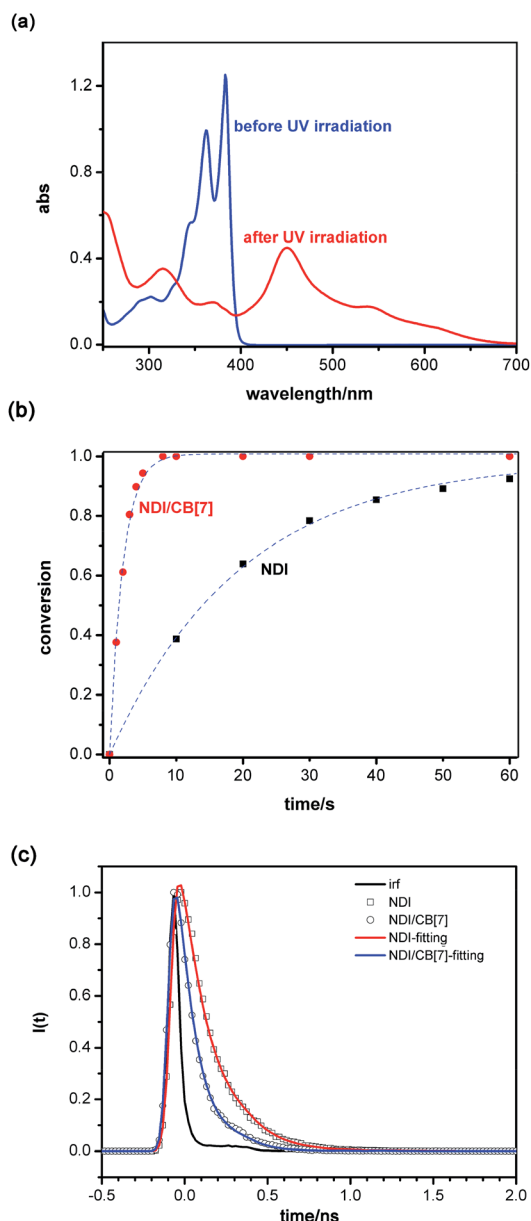 (a)
1.2
before UV irradiation
0.8
abs
after UV irradiation
0.4
0.0
300 400 500 600 700
wavelength/nm
(b)
1.0
0.8
NDI/CB[7]
NDI
0.6
conversion
0.4
0.2
0.0
0 10 20 30 40 50 60
time/s
(c)
irf
1.0
NDI
NDI/CB[7]
NDI-fitting
0.8
NDI/CB[7]-fitting
0.6
I(t)
0.4
0.2
0.0
-0.5 0.0 0.5 1.0 1.5 2.0
time/ns